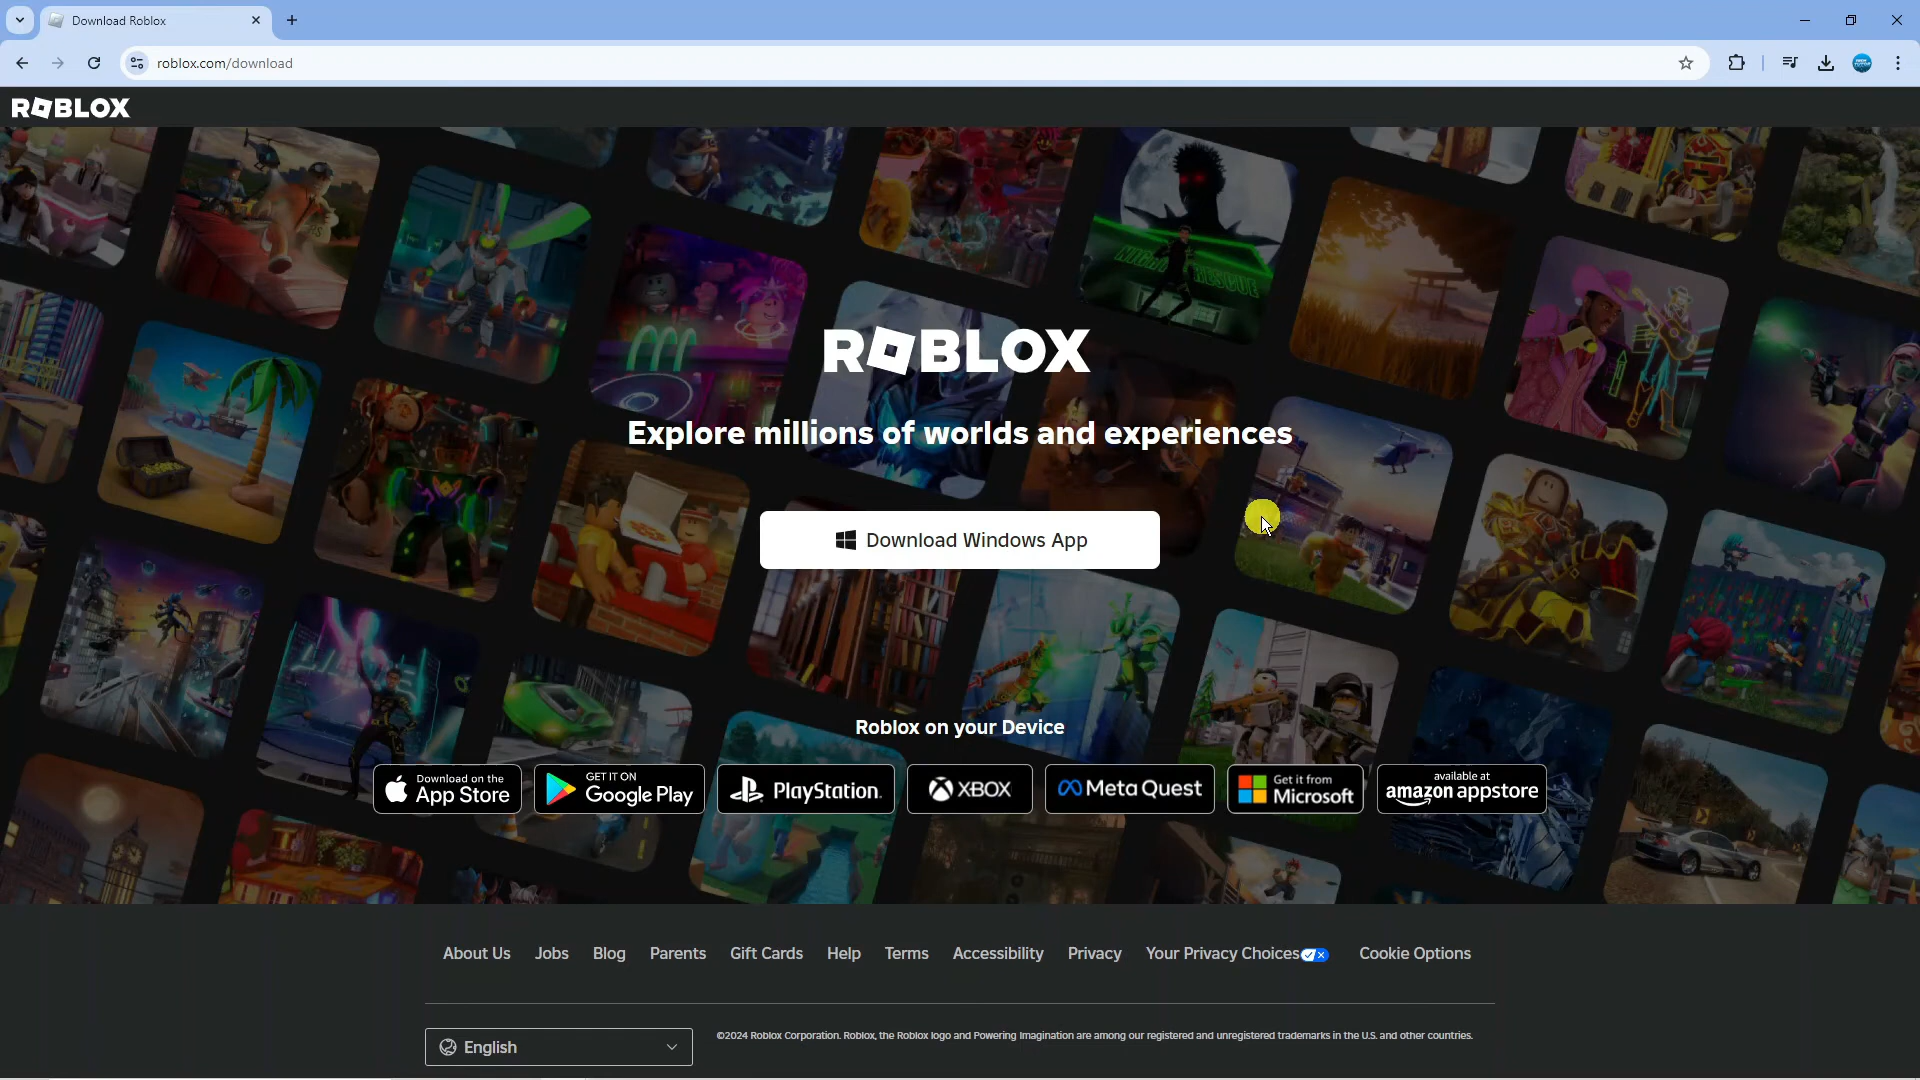 Download Roblox
roblox.com/download
ROBLOX
NIGHT RESCUE
ROBLOX
Explore millions of worlds and experiences
Download Windows App
Roblox on your Device
Download on the
App Store
GET IT ON
Google Play
PlayStation.
XBOX
Meta Quest
Get it from
Microsoft
available at
amazon appstore
About Us Jobs Blog Parents Gift Cards Help Terms Accessibility Privacy Your Privacy Choices Cookie Options
English
©2024 Roblox Corporation. Roblox, the Roblox logo and Powering Imagination are among our registered and unregistered trademarks in the U.S. and other countries.